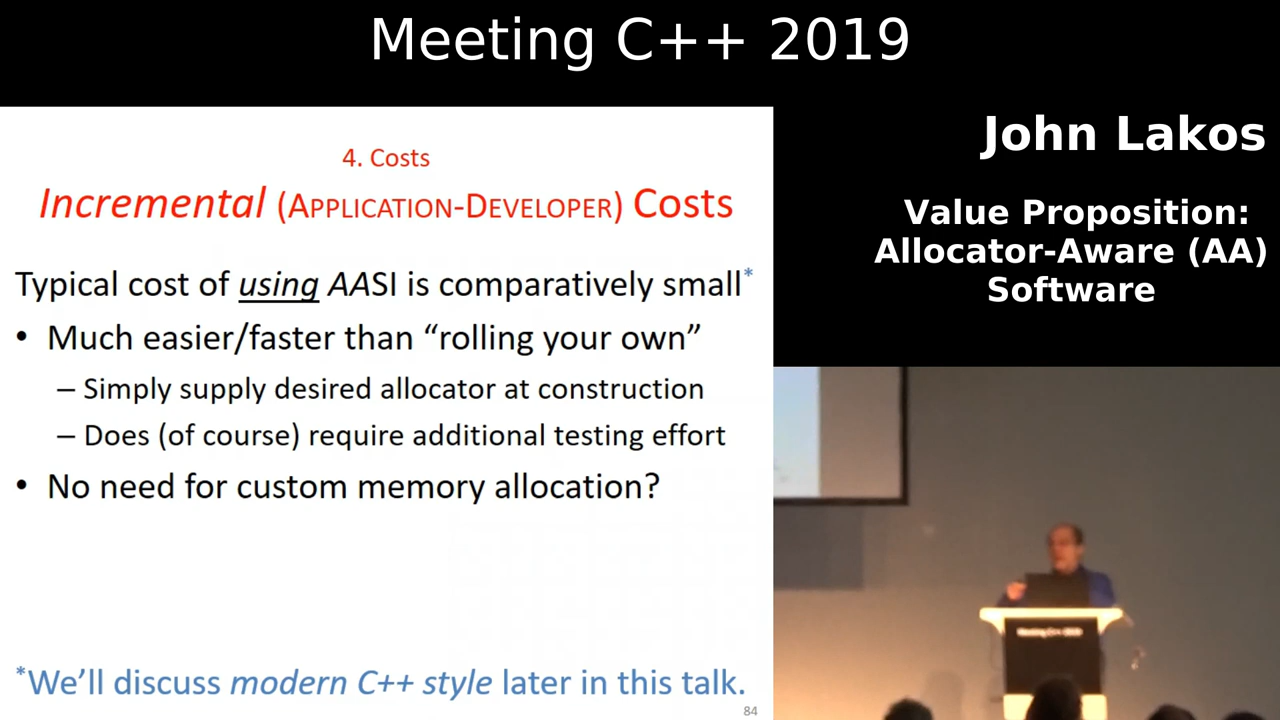 Meeting C++ 2019
John Lakos
Value Proposition:
Allocator-Aware (AA)
Software
4. Costs
Incremental (Application-Developer) Costs
Typical cost of using AASI is comparatively small*
• Much easier/faster than “rolling your own”
– Simply supply desired allocator at construction
– Does (of course) require additional testing effort
• No need for custom memory allocation?
*We’ll discuss modern C++ style later in this talk.
84
Meeting C++ 2019